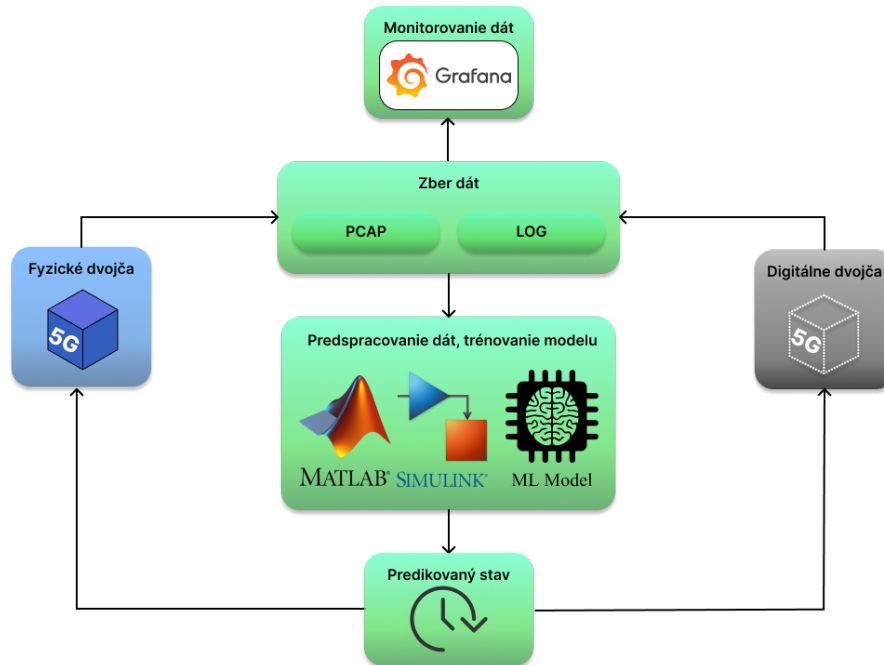 Monitorovanie dát
Grafana
Zber dát
PCAP
LOG
Fyzické dvojča
5G
Digitálne dvojča
5G
Predspracovanie dát, trénovanie modelu
MATLAB®
SIMULINK®
ML Model
Predikovaný stav